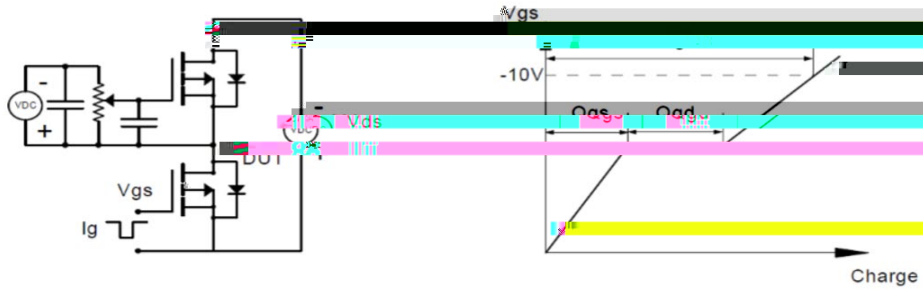 Vgs
-
VDC
+
-10V
-
Qgs
Qgd
Vds
DUT
Vgs
Ig
Charge